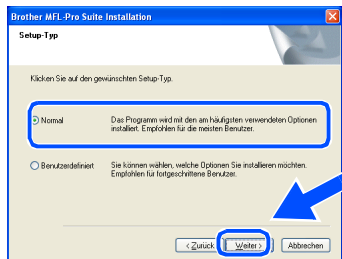 Brother MFL-Pro Suite Installation
Setup-Typ
Klicken Sie auf den gewünschten Setup-Typ.
Normal
Das Programm wird mit den am häufigsten verwendeten Optionen
installiert. Empfohlen für die meisten Benutzer.
Benutzerdefiniert
Sie können wählen, welche Optionen Sie installieren möchten.
Empfohlen für fortgeschrittene Benutzer.
< Zurück
Weiter >
Abbrechen